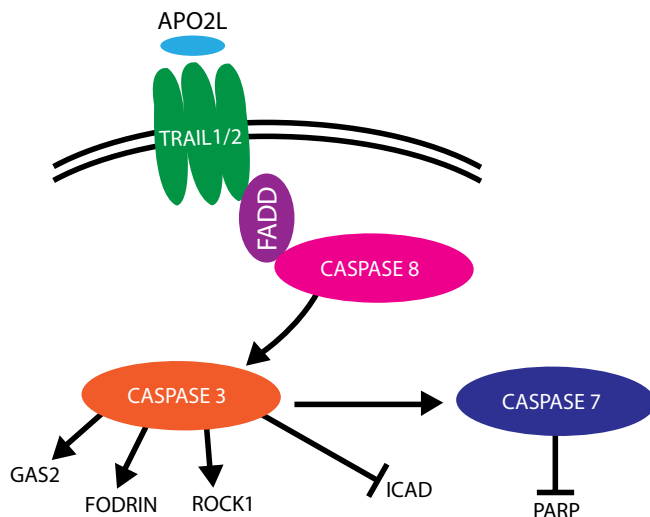 APO2L
TRAIL1/2
FADD
CASPASE 8
CASPASE 3
CASPASE 7
GAS2
FODRIN
ROCK1
ICAD
PARP